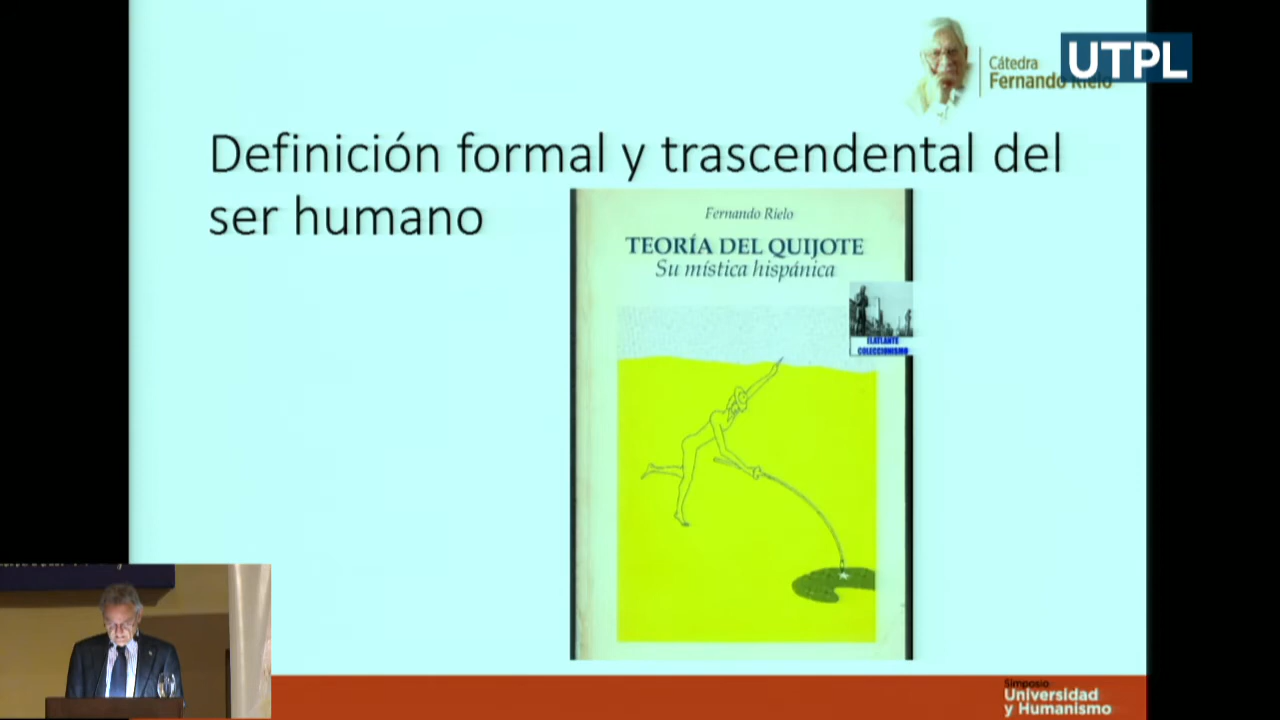 UTPL
Cátedra
Fernando Rielo
Definición formal y trascendental del
ser humano
Fernando Rielo
TEORÍA DEL QUIJOTE
Su mística hispánica
ELATLANTE
COLECCIONISMO
Simposio
Universidad
y Humanismo